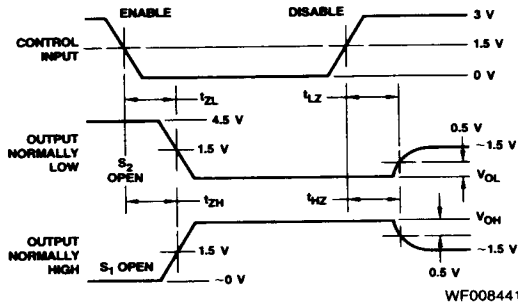 ENABLE
DISABLE
CONTROL
INPUT
3 V
1.5 V
0 V
tZL
tLZ
4.5 V
0.5 V
OUTPUT
NORMALLY
LOW
1.5 V
~1.5 V
S2
OPEN
VOL
tZH
tHZ
VOH
OUTPUT
NORMALLY
HIGH
1.5 V
~1.5 V
S1 OPEN
~0 V
0.5 V
WF008441